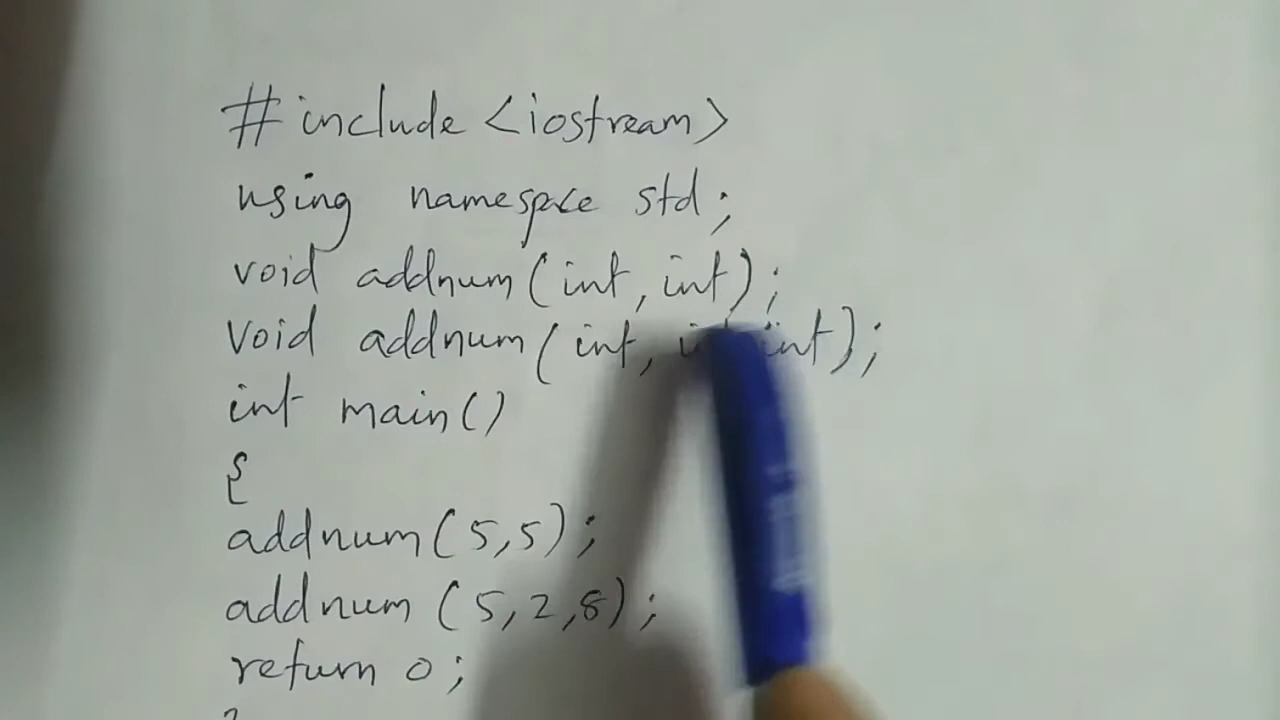 #include <iostream>
using namespace std;
void addnum(int, int);
void addnum(int, int);
int main()
{
addnum(5,5);
addnum (5,2,8);
return 0;
}